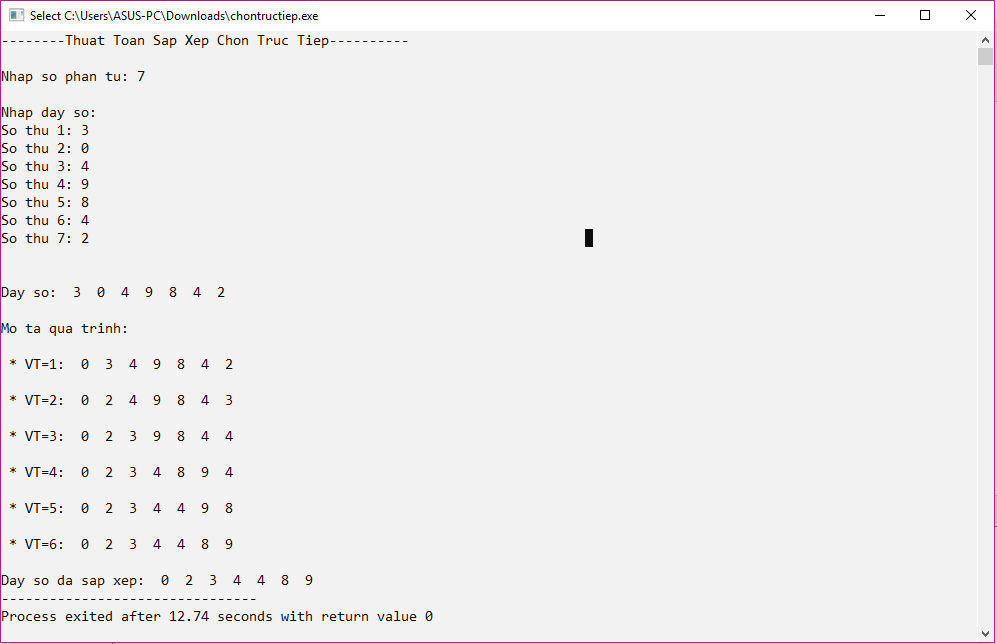 Select C:\Users\ASUS-PC\Downloads\chontructiep.exe
--------Thuat Toan Sap Xep Chon Truc Tiep----------
Nhap so phan tu: 7
Nhap day so:
So thu 1: 3
So thu 2: 0
So thu 3: 4
So thu 4: 9
So thu 5: 8
So thu 6: 4
So thu 7: 2
Day so:  3  0  4  9  8  4  2
Mo ta qua trinh:
* VT=1:  0  3  4  9  8  4  2
* VT=2:  0  2  4  9  8  4  3
* VT=3:  0  2  3  9  8  4  4
* VT=4:  0  2  3  4  8  9  4
* VT=5:  0  2  3  4  4  9  8
* VT=6:  0  2  3  4  4  8  9
Day so da sap xep:  0  2  3  4  4  8  9
--------------------------------
Process exited after 12.74 seconds with return value 0